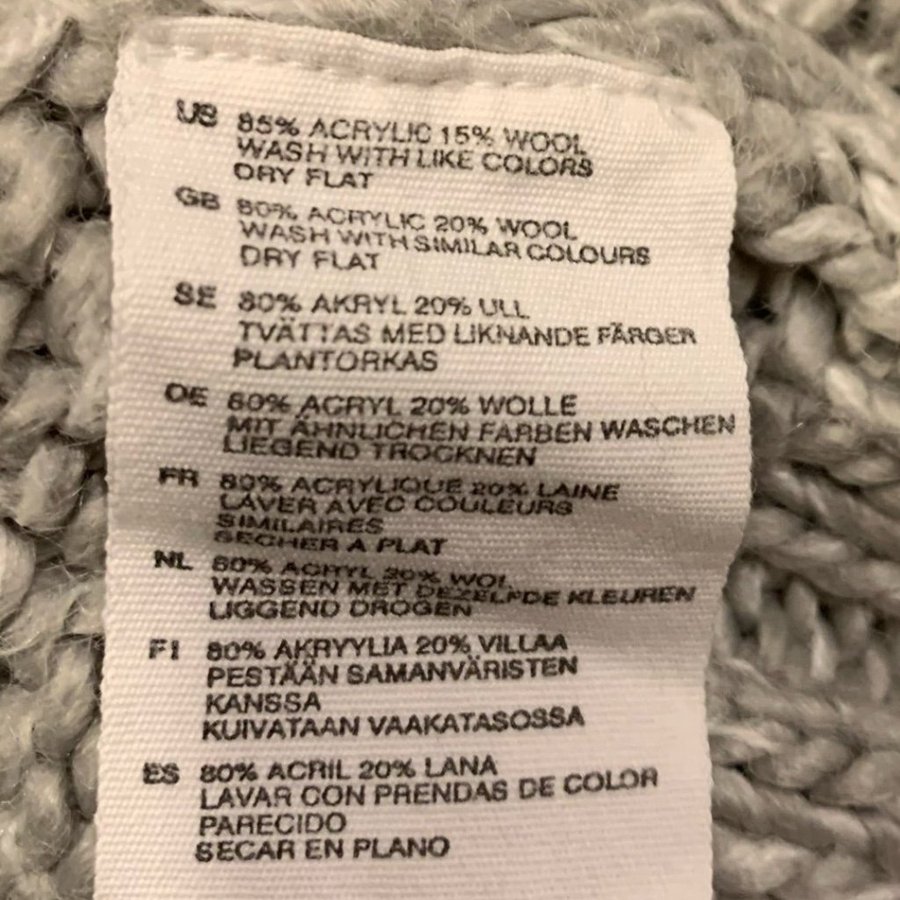 US 85% ACRYLIC 15% WOOL
WASH WITH LIKE COLORS
DRY FLAT
GB 80% ACRYLIC 20% WOOL
WASH WITH SIMILAR COLOURS
DRY FLAT
SE 80% AKRYL 20% ULL
TVÄTTAS MED LIKNANDE FÄRGER
PLANTORKAS
DE 80% ACRYL 20% WOLLE
MIT ÄHNLICHEN FARBEN WASCHEN
LIEGEND TROCKNEN
FR 80% ACRYLIQUE 20% LAINE
LAVER AVEC COULEURS
SIMILAIRES
SECHER A PLAT
NL 80% ACRYL 20% WOL
WASSEN MET DEZELFDE KLEUREN
LIGGEND DROGEN
FI 80% AKRYYLIA 20% VILLAA
PESTÄÄN SAMANVÄRISTEN
KANSSA
KUIVATAAN VAAKATASOSSA
ES 80% ACRIL 20% LANA
LAVAR CON PRENDAS DE COLOR
PARECIDO
SECAR EN PLANO